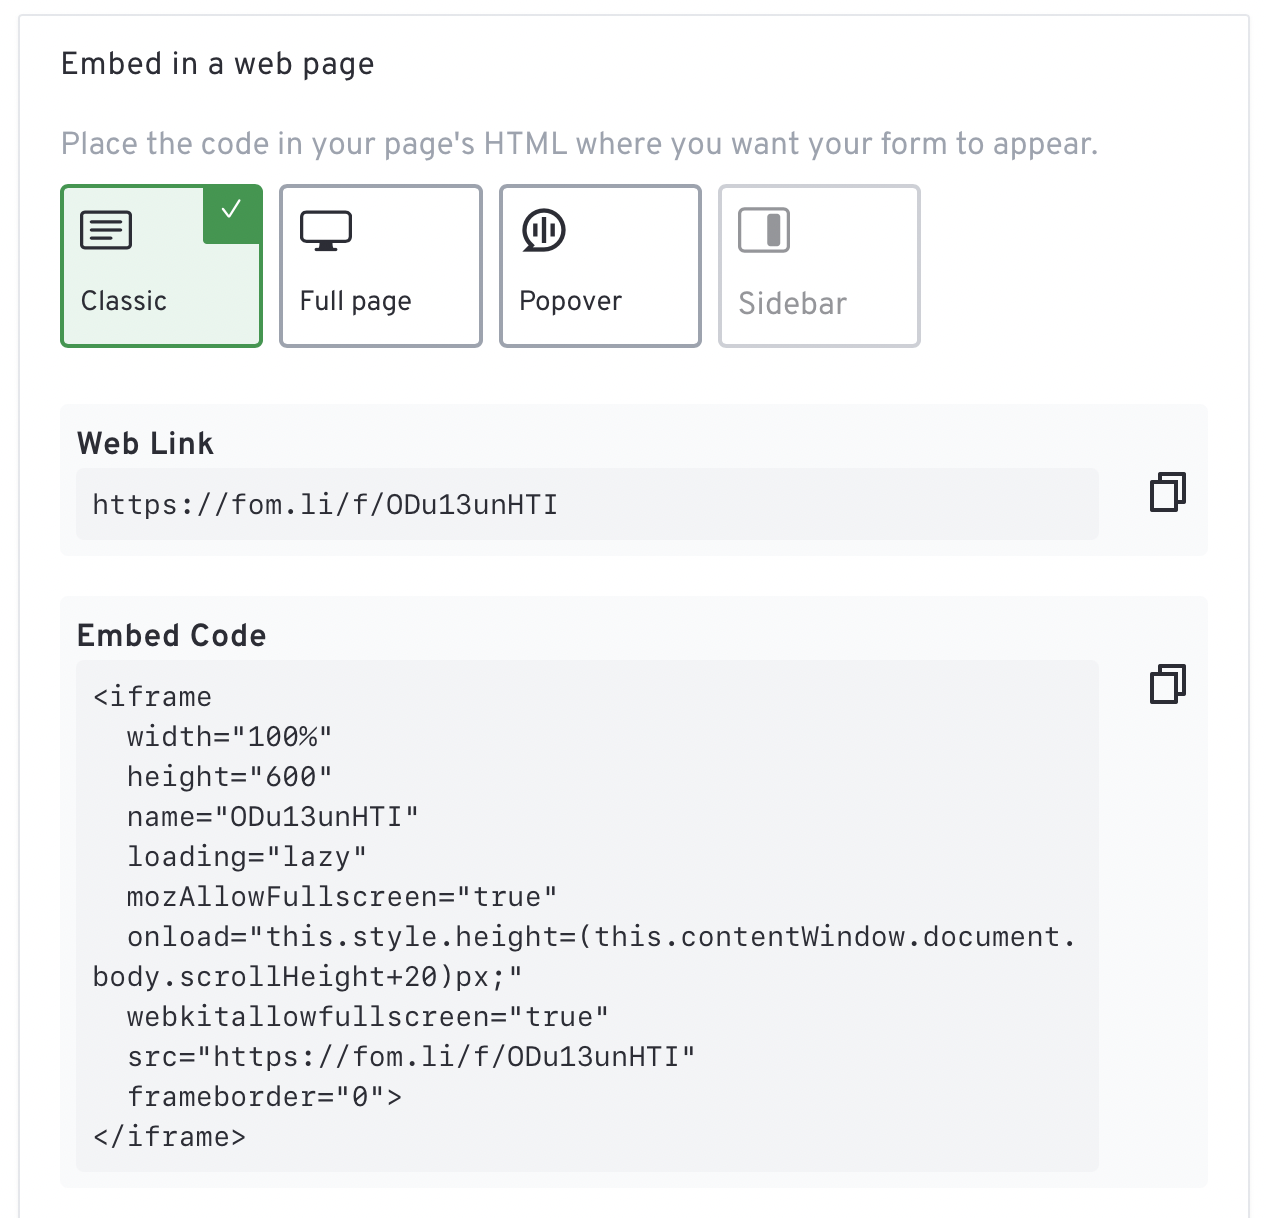 Embed in a web page
Place the code in your page's HTML where you want your form to appear.
Classic
Full page
Popover
Sidebar
Web Link
https://fom.li/f/ODu13unHTI
Embed Code
<iframe
  width="100%"
  height="600"
  name="ODu13unHTI"
  loading="lazy"
  mozAllowFullscreen="true"
  onload="this.style.height=(this.contentWindow.document.
body.scrollHeight+20)px;"
  webkitallowfullscreen="true"
  src="https://fom.li/f/ODu13unHTI"
  frameborder="0">
</iframe>